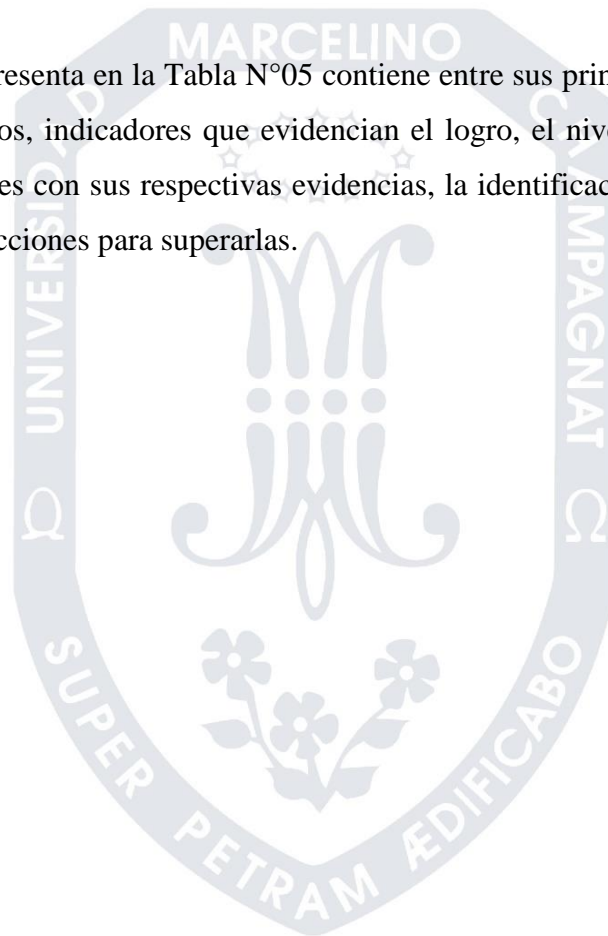 MARCELINO
resenta en la Tabla N°05 contiene entre sus prin
os, indicadores que evidencian el logro, el niv
es con sus respectivas evidencias, la identificac
cciones para superarlas.
UNIVERSIDAD
CHAMPAGNAT
SUPER PETRAM ÆDIFICABO